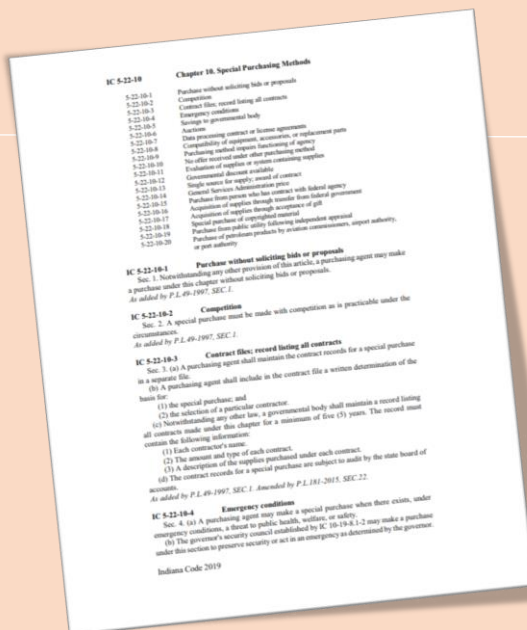 IC 5-22-10 Chapter 10. Special Purchasing Methods
5-22-10-1 Purchase without soliciting bids or proposals
5-22-10-2 Competition
5-22-10-3 Contract files; record listing all contracts
5-22-10-4 Emergency conditions
5-22-10-5 Savings to governmental body
5-22-10-6 Auctions
5-22-10-7 Data processing contract or license agreements
5-22-10-8 Compatibility of equipment, accessories, or replacement parts
5-22-10-9 Purchasing method impairs functioning of agency
5-22-10-10 No offer received under other purchasing method
5-22-10-11 Evaluation of supplies or system containing supplies
5-22-10-12 Governmental discount available
5-22-10-13 Single source for supply; award of contract
5-22-10-14 General Services Administration price
5-22-10-15 Purchase from person who has contract with federal agency
5-22-10-16 Acquisition of supplies through transfer from federal government
5-22-10-17 Acquisition of supplies through acceptance of gift
5-22-10-18 Special purchase of copyrighted material
5-22-10-19 Purchase from public utility following independent appraisal
5-22-10-20 Purchase of petroleum products by aviation commissioners, airport authority,
or port authority
IC 5-22-10-1 Purchase without soliciting bids or proposals
Sec. 1. Notwithstanding any other provision of this article, a purchasing agent may make
a purchase under this chapter without soliciting bids or proposals.
As added by P.L.49-1997, SEC.1.
IC 5-22-10-2 Competition
Sec. 2. A special purchase must be made with competition as is practicable under the
circumstances.
As added by P.L.49-1997, SEC.1.
IC 5-22-10-3 Contract files; record listing all contracts
Sec. 3. (a) A purchasing agent shall maintain the contract records for a special purchase
in a separate file.
(b) A purchasing agent shall include in the contract file a written determination of the
basis for:
(1) the special purchase; and
(2) the selection of a particular contractor.
(c) Notwithstanding any other law, a governmental body shall maintain a record listing
all contracts made under this chapter for a minimum of five (5) years. The record must
contain the following information:
(1) Each contractor's name.
(2) The amount and type of each contract.
(3) A description of the supplies purchased under each contract.
(d) The contract records for a special purchase are subject to audit by the state board of
accounts.
As added by P.L.49-1997, SEC.1. Amended by P.L.181-2015, SEC.22.
IC 5-22-10-4 Emergency conditions
Sec. 4. (a) A purchasing agent may make a special purchase when there exists, under
emergency conditions, a threat to public health, welfare, or safety.
(b) The governor's security council established by IC 10-19-8.1-2 may make a purchase
under this section to preserve security or act in an emergency as determined by the governor.
Indiana Code 2019